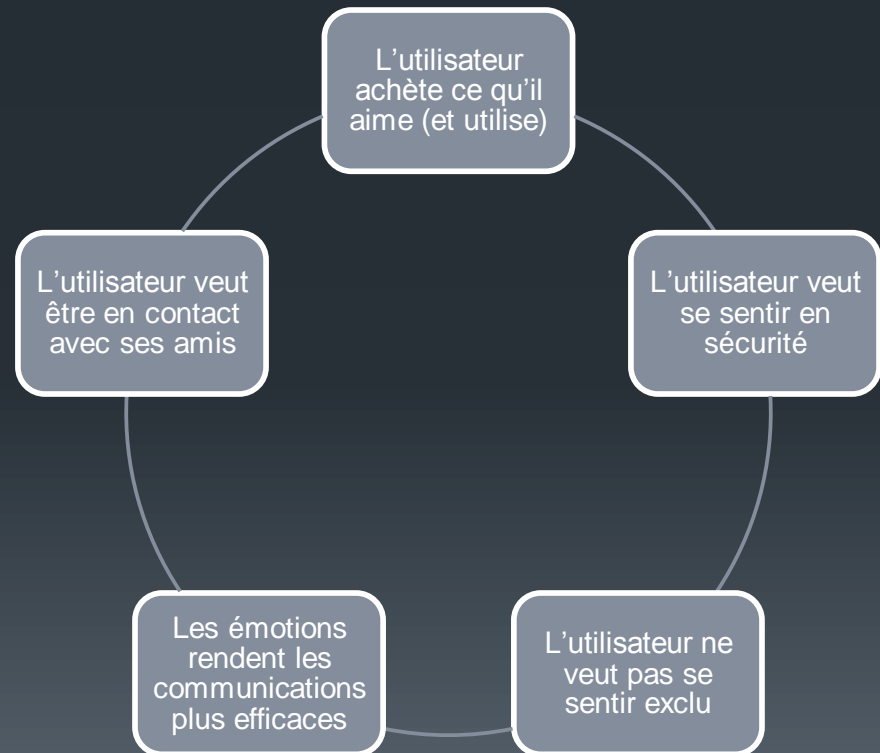 L’utilisateur
achète ce qu’il
aime (et utilise)
L’utilisateur veut
être en contact
avec ses amis
L’utilisateur veut
se sentir en
sécurité
Les émotions
rendent les
communications
plus efficaces
L’utilisateur ne
veut pas se
sentir exclu